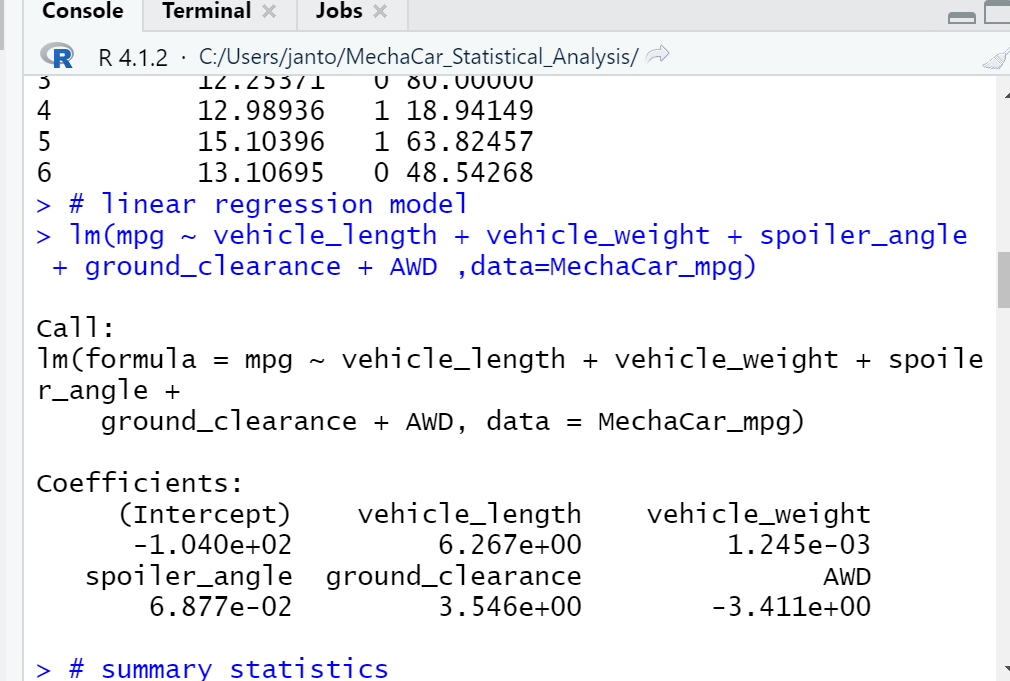 Console Terminal × Jobs ×
R R 4.1.2 · C:/Users/janto/MechaCar_Statistical_Analysis/
3          12.25371   0 80.00000
4          12.98936   1 18.94149
5          15.10396   1 63.82457
6          13.10695   0 48.54268
> # linear regression model
> lm(mpg ~ vehicle_length + vehicle_weight + spoiler_angle
 + ground_clearance + AWD ,data=MechaCar_mpg)
Call:
lm(formula = mpg ~ vehicle_length + vehicle_weight + spoile
r_angle +
    ground_clearance + AWD, data = MechaCar_mpg)
Coefficients:
     (Intercept)    vehicle_length    vehicle_weight
      -1.040e+02         6.267e+00         1.245e-03
   spoiler_angle  ground_clearance               AWD
       6.877e-02         3.546e+00        -3.411e+00
> # summary statistics